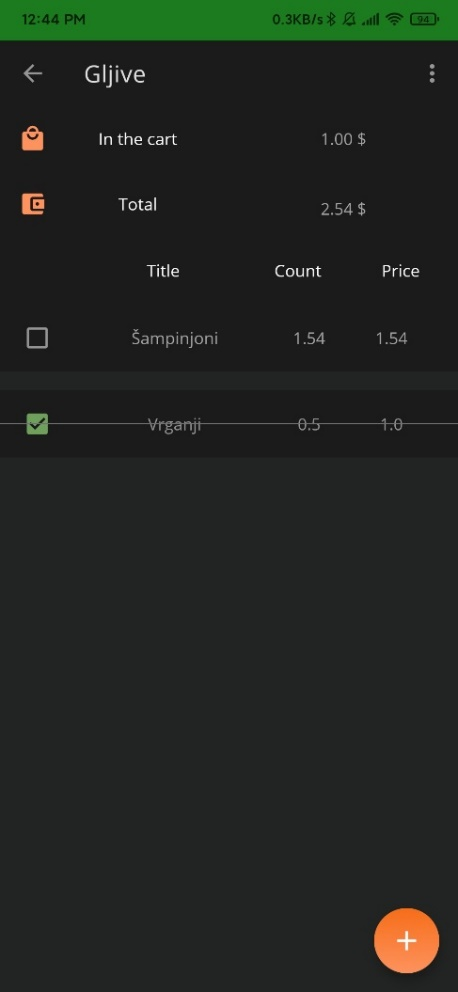 12:44 PM 0.3KB/s 94
Gljive
In the cart 1.00 $
Total 2.54 $
Title Count Price
Šampinjoni 1.54 1.54
Vrganji 0.5 1.0